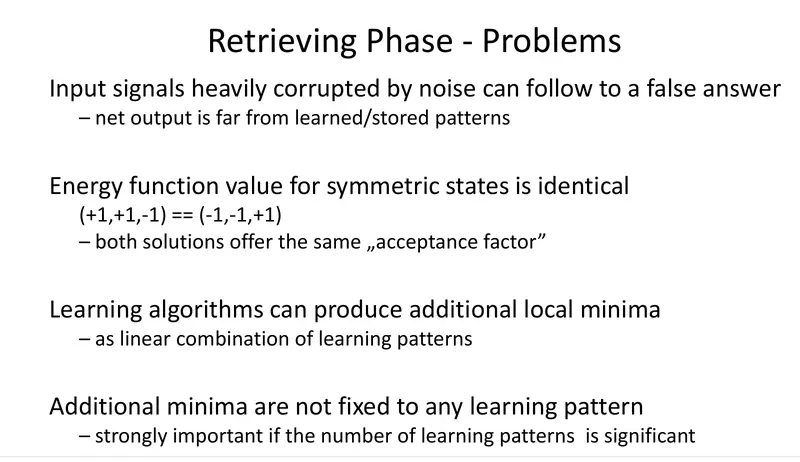 Retrieving Phase - Problems
Input signals heavily corrupted by noise can follow to a false answer
– net output is far from learned/stored patterns
Energy function value for symmetric states is identical
(+1,+1,-1) == (-1,-1,+1)
– both solutions offer the same „acceptance factor”
Learning algorithms can produce additional local minima
– as linear combination of learning patterns
Additional minima are not fixed to any learning pattern
– strongly important if the number of learning patterns  is significant